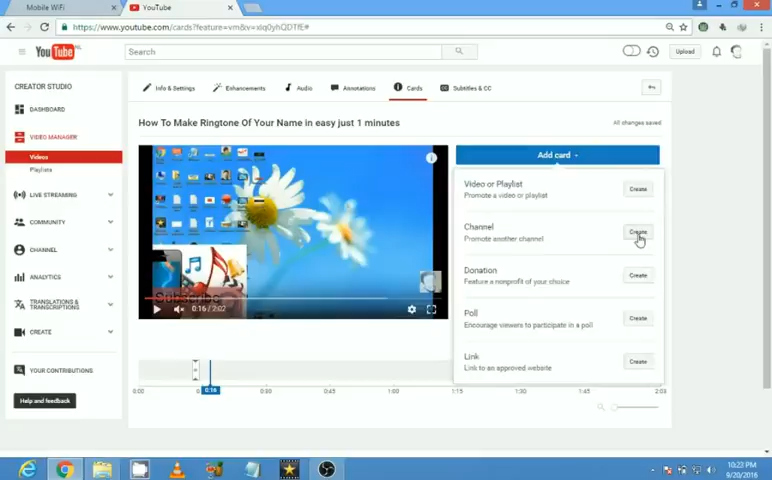 Mobile WiFi
YouTube
https://www.youtube.com/cards?feature=vm&v=xlq0yhQDTfE#
YouTube NL
Search
Upload
CREATOR STUDIO
DASHBOARD
VIDEO MANAGER
Videos
Playlists
LIVE STREAMING
COMMUNITY
CHANNEL
ANALYTICS
TRANSLATIONS &
TRANSCRIPTIONS
CREATE
YOUR CONTRIBUTIONS
Help and feedback
Info & Settings
Enhancements
Audio
Annotations
Cards
Subtitles & CC
How To Make Ringtone Of Your Name in easy just 1 minutes
All changes saved
Subscribe
0:16 / 2:02
Add card
Video or Playlist
Promote a video or playlist
Create
Channel
Promote another channel
Create
Donation
Feature a nonprofit of your choice
Create
Poll
Encourage viewers to participate in a poll
Create
Link
Link to an approved website
Create
0:00
0:16
0:30
0:45
1:00
1:15
1:30
1:45
2:03
10:23 PM
9/20/2016